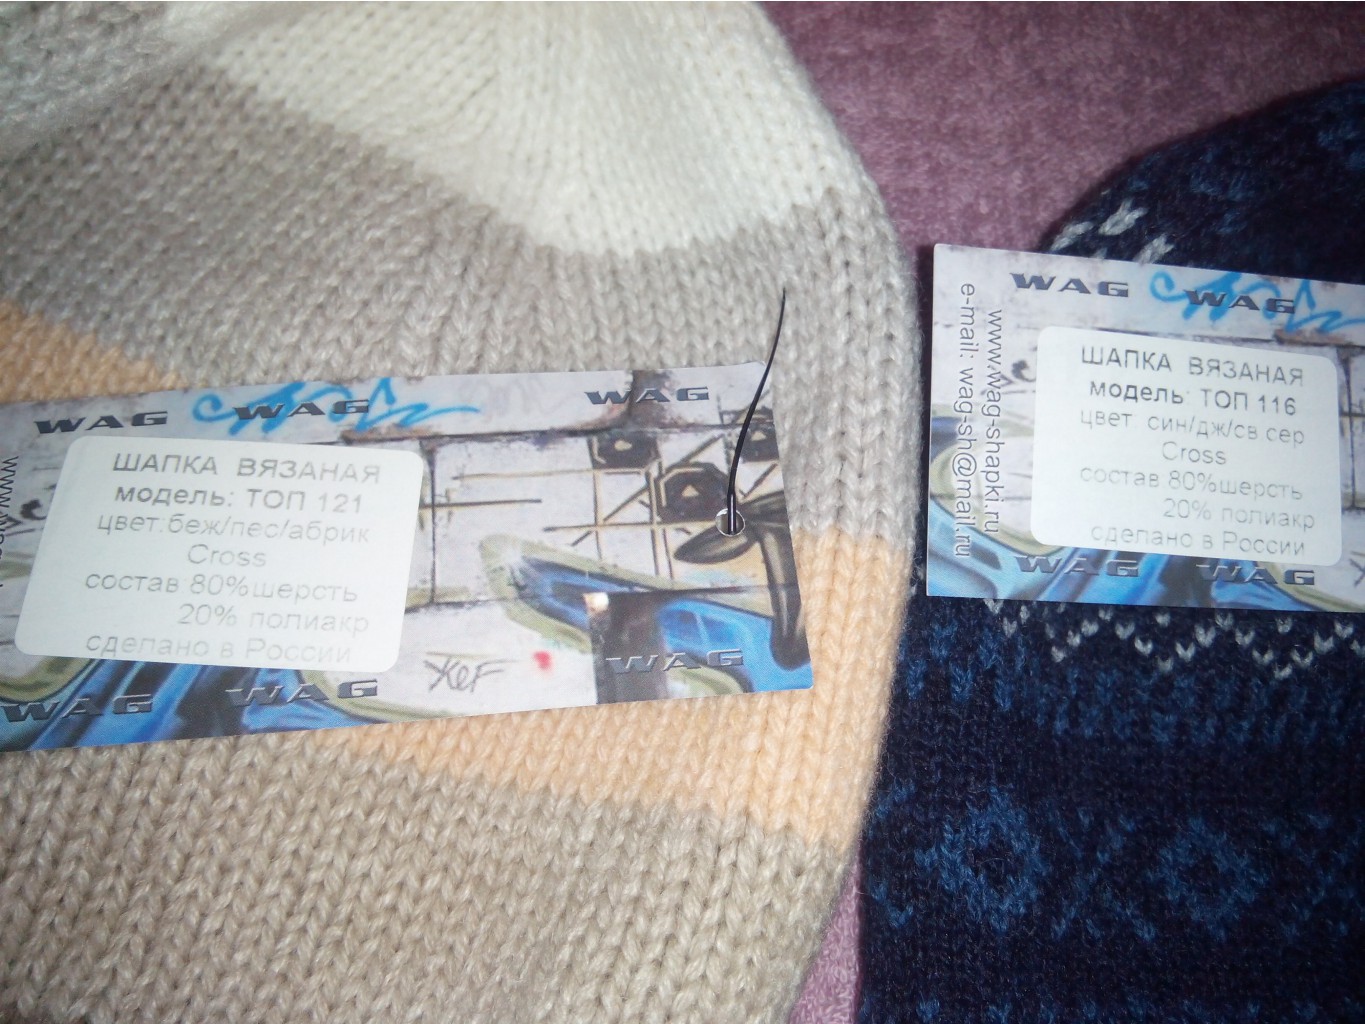 WAG WAG WAG
ШАПКА ВЯЗАНАЯ
модель: ТОП 121
цвет:беж/пес/абрик
Cross
состав 80%шерсть
20% полиакр
сделано в России
WAG WAG WAG
WAG WAG
www.wag-shapki.ru
e-mail: wag-sh@mail.ru
ШАПКА ВЯЗАНАЯ
модель: ТОП 116
цвет син/дж/св сер
Cross
состав 80%шерсть
20% полиакр
сделано в России
WAG WAG